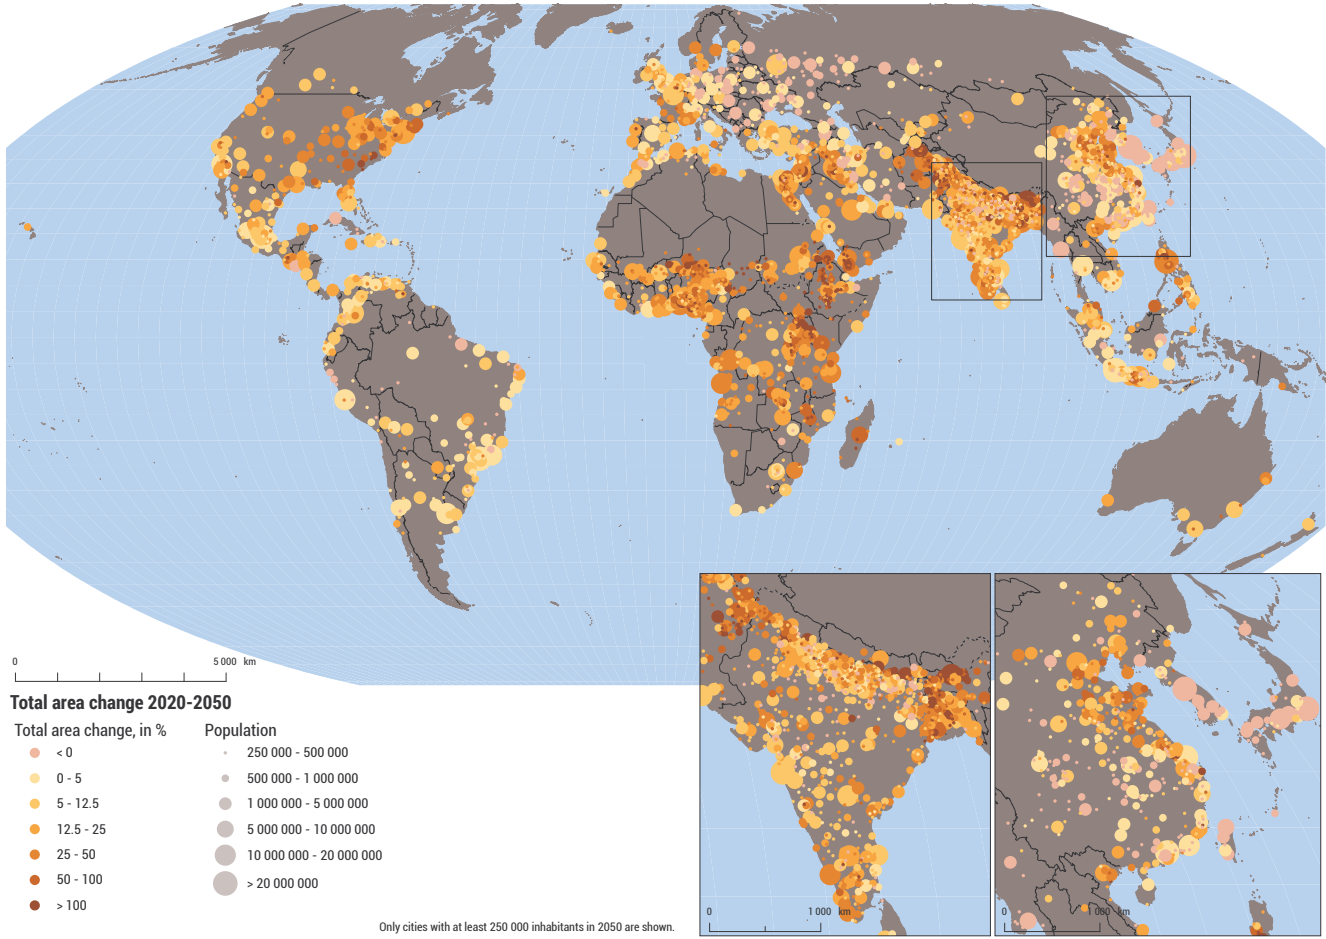 0 5 000 km
Total area change 2020-2050
Total area change, in %
< 0
0 - 5
5 - 12.5
12.5 - 25
25 - 50
50 - 100
> 100
Population
250 000 - 500 000
500 000 - 1 000 000
1 000 000 - 5 000 000
5 000 000 - 10 000 000
10 000 000 - 20 000 000
> 20 000 000
Only cities with at least 250 000 inhabitants in 2050 are shown.
0 1 000 km
0 1 000 km